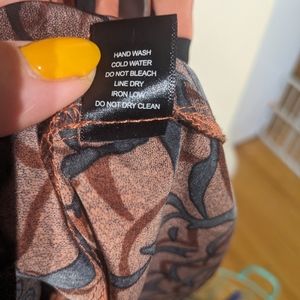 HAND WASH
COLD WATER
DO NOT BLEACH
LINE DRY
IRON LOW
DO NOT DRY CLEAN